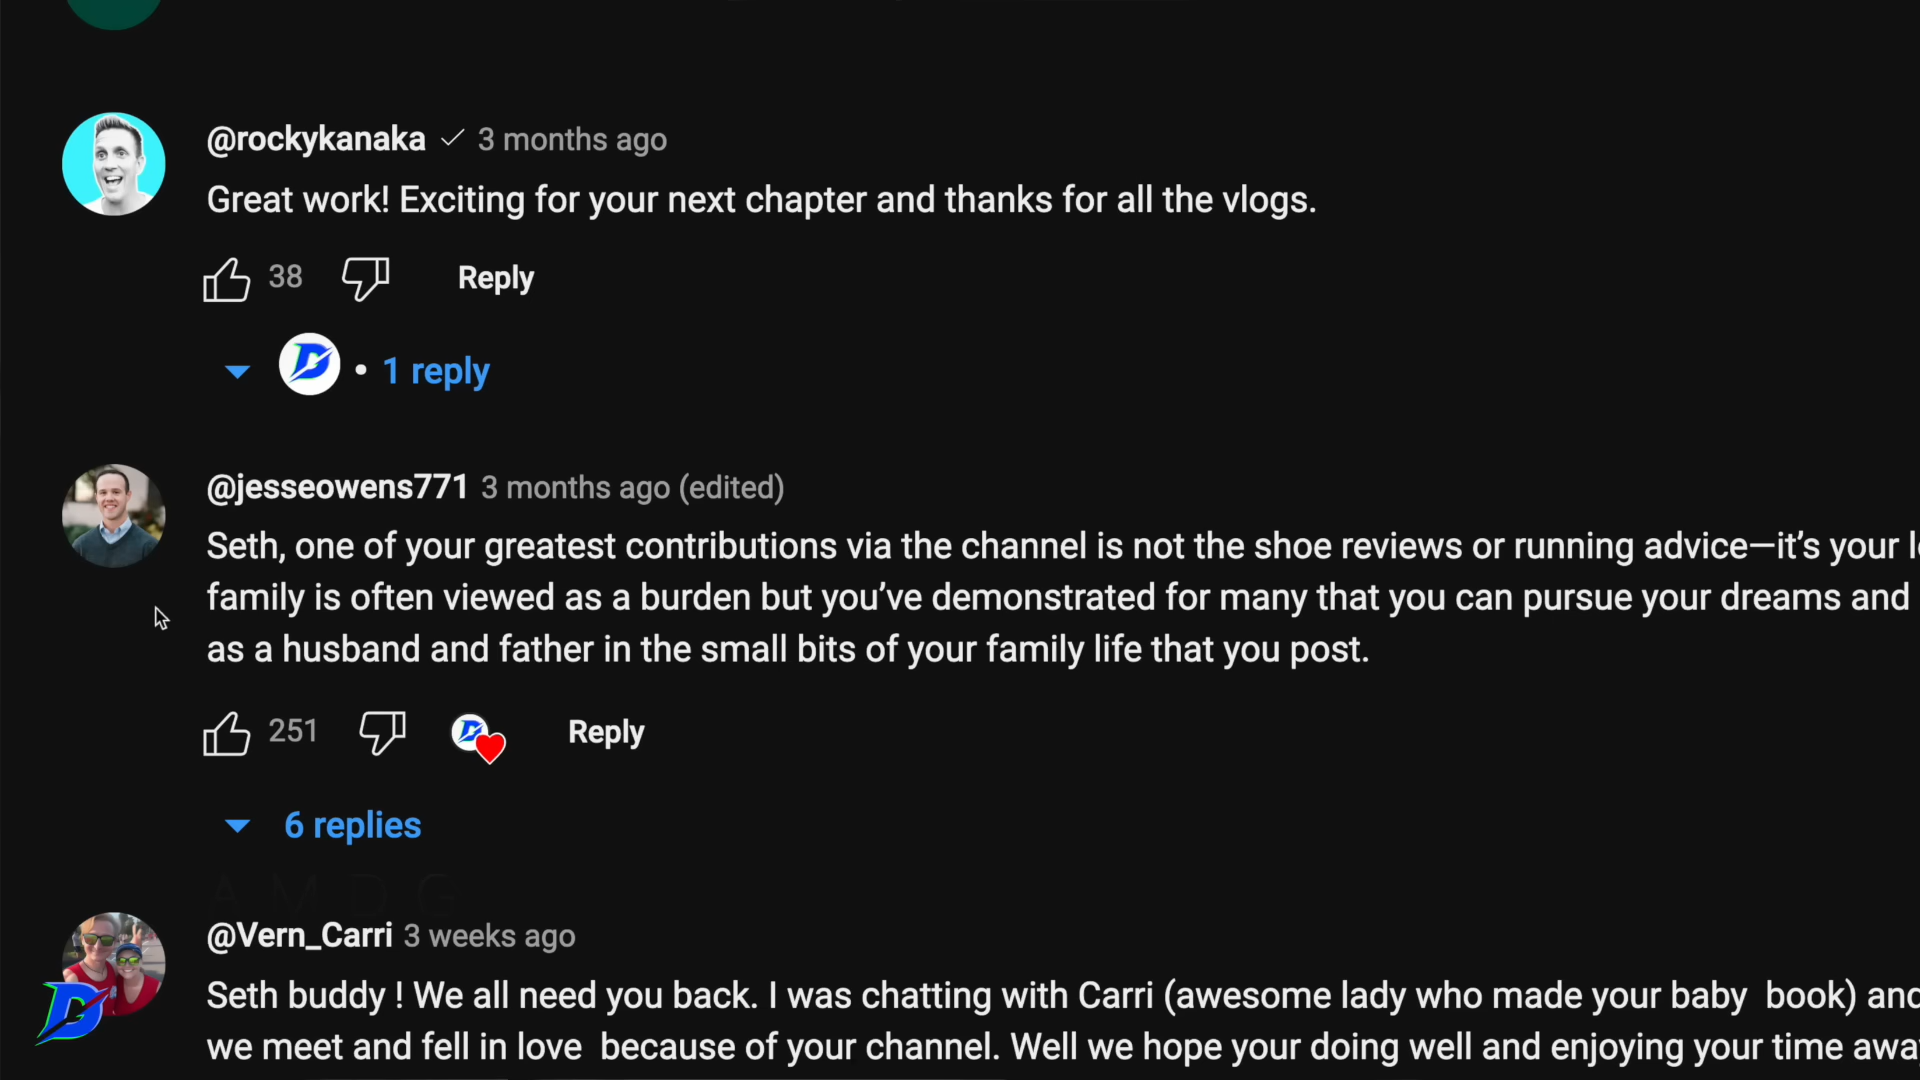 @rockykanaka 3 months ago
Great work! Exciting for your next chapter and thanks for all the vlogs.
38 Reply
• 1 reply
@jesseowens771 3 months ago (edited)
Seth, one of your greatest contributions via the channel is not the shoe reviews or running advice—it’s your
family is often viewed as a burden but you’ve demonstrated for many that you can pursue your dreams and
as a husband and father in the small bits of your family life that you post.
251 Reply
6 replies
A M D G
@Vern_Carri 3 weeks ago
Seth buddy ! We all need you back. I was chatting with Carri (awesome lady who made your baby  book) and
we meet and fell in love  because of your channel. Well we hope your doing well and enjoying your time